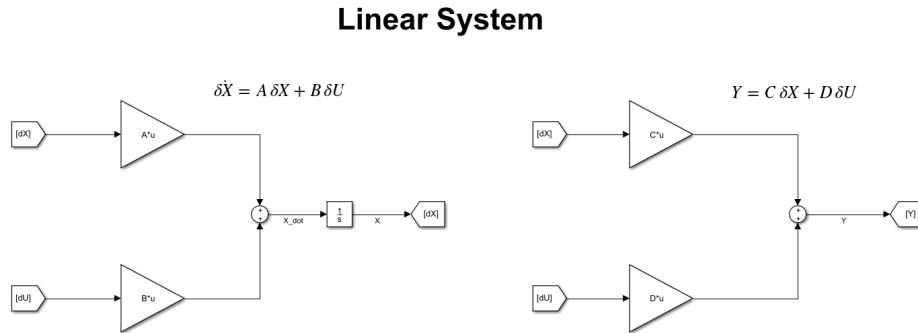 Linear System
δẊ = A δX + B δU
[dX]
A*u
+
+
X_dot
1
s
X
[dX]
[dU]
B*u
Y = C δX + D δU
[dX]
C*u
+
+
Y
[Y]
[dU]
D*u